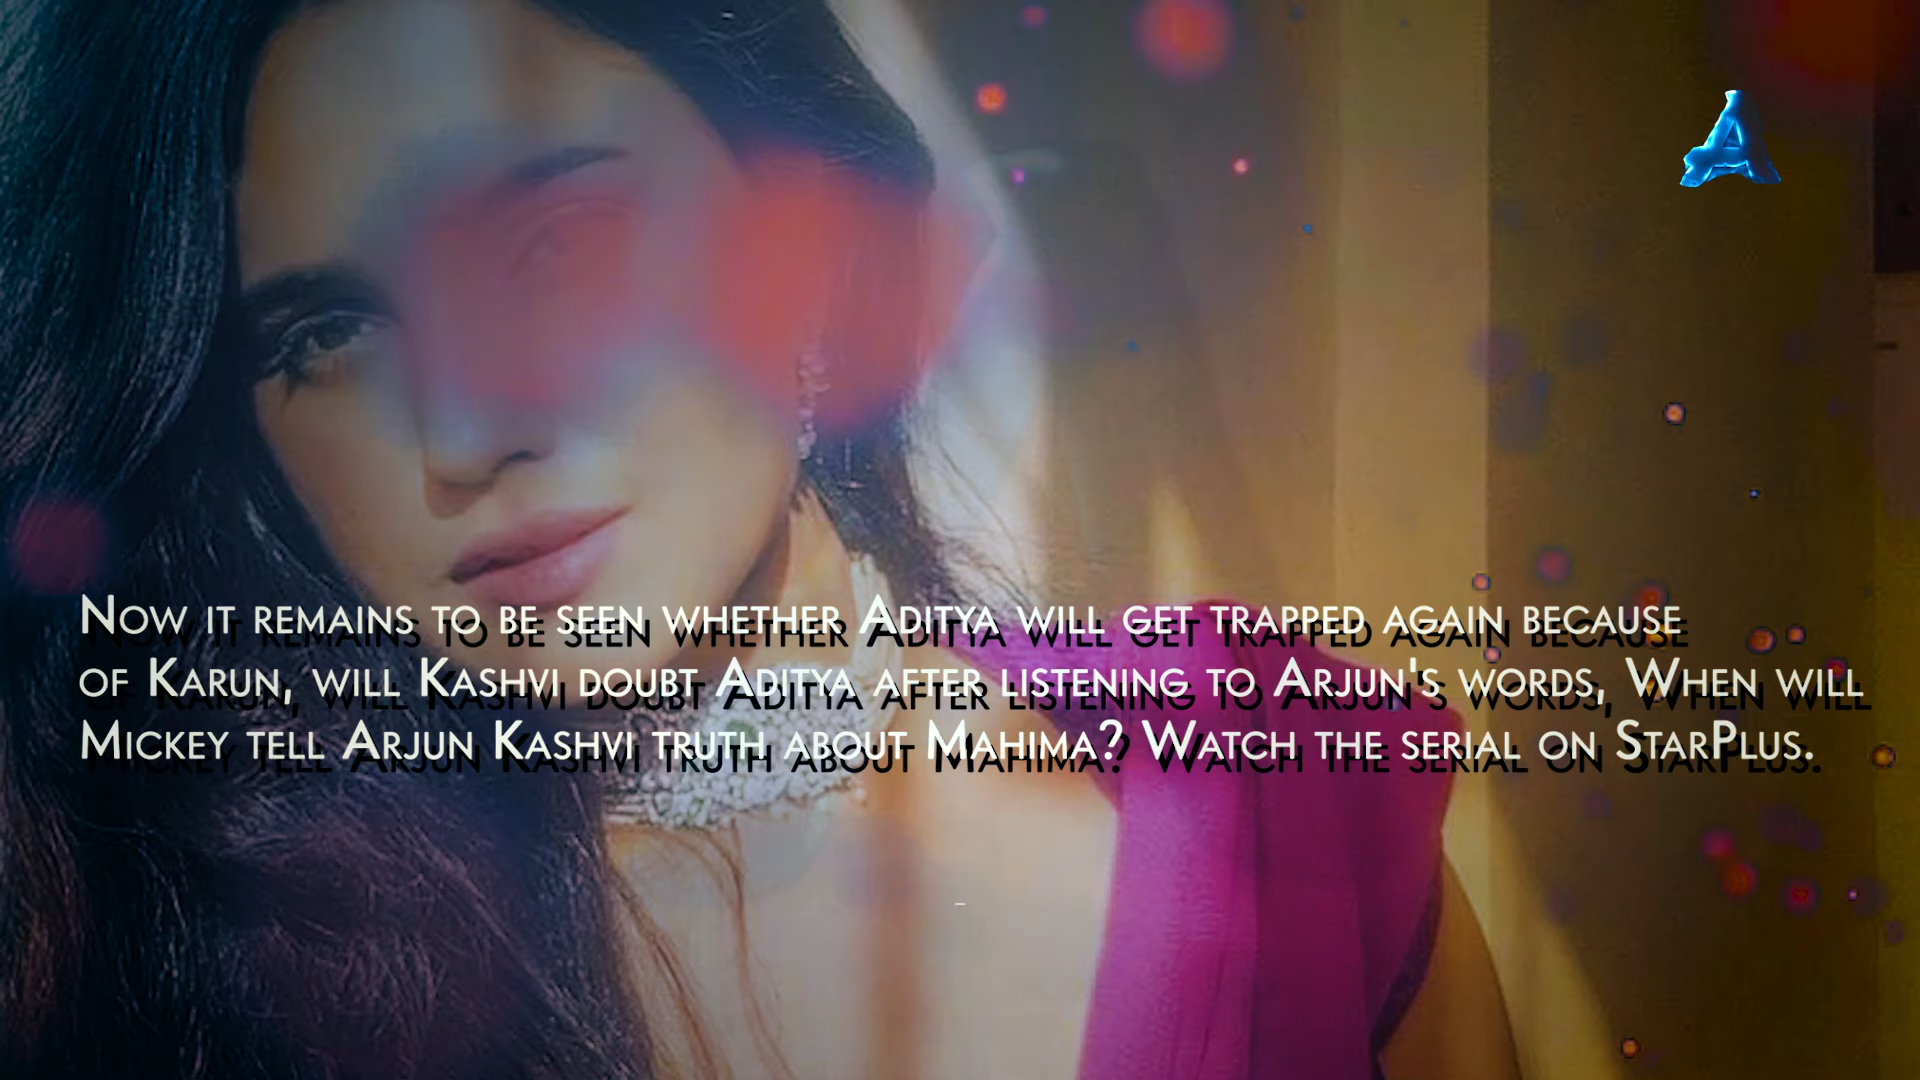 A
Now it remains to be seen whether Aditya will get trapped again because
of Karun, will Kashvi doubt Aditya after listening to Arjun's words, When will
Mickey tell Arjun Kashvi truth about Mahima? Watch the serial on StarPlus.